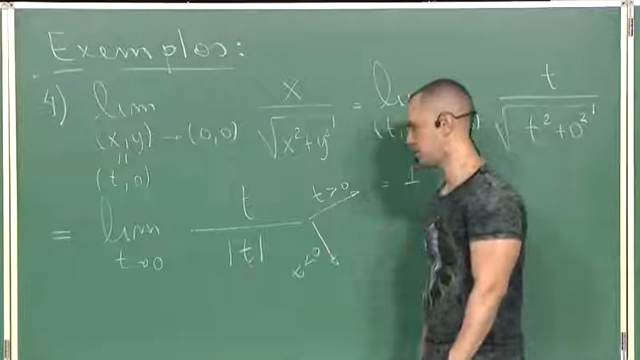 Exemplos:
4) lim x / √x²+y² = lim t / √t²+0²
(x,y) → (0,0)
(t,0)
= lim t / |t| t>0 = 1
t→0 t<0